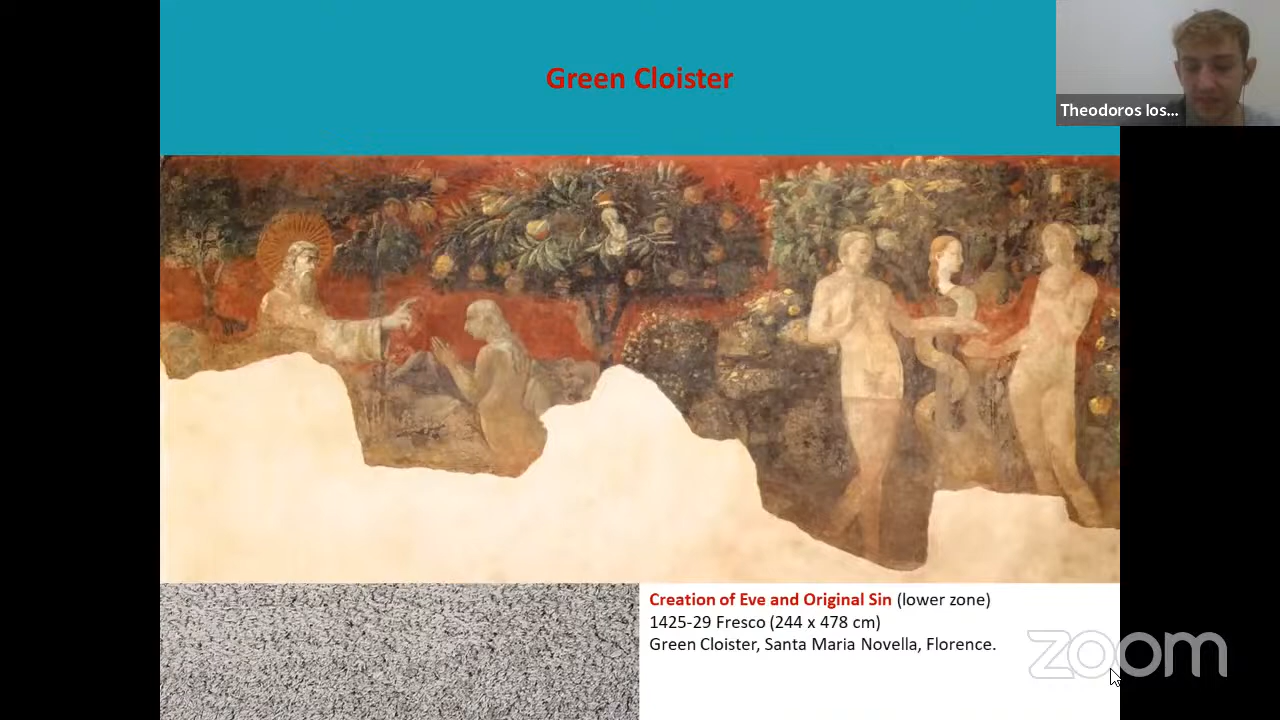 Green Cloister
Theodoros Ios...
Creation of Eve and Original Sin (lower zone)
1425-29 Fresco (244 x 478 cm)
Green Cloister, Santa Maria Novella, Florence.
zoom